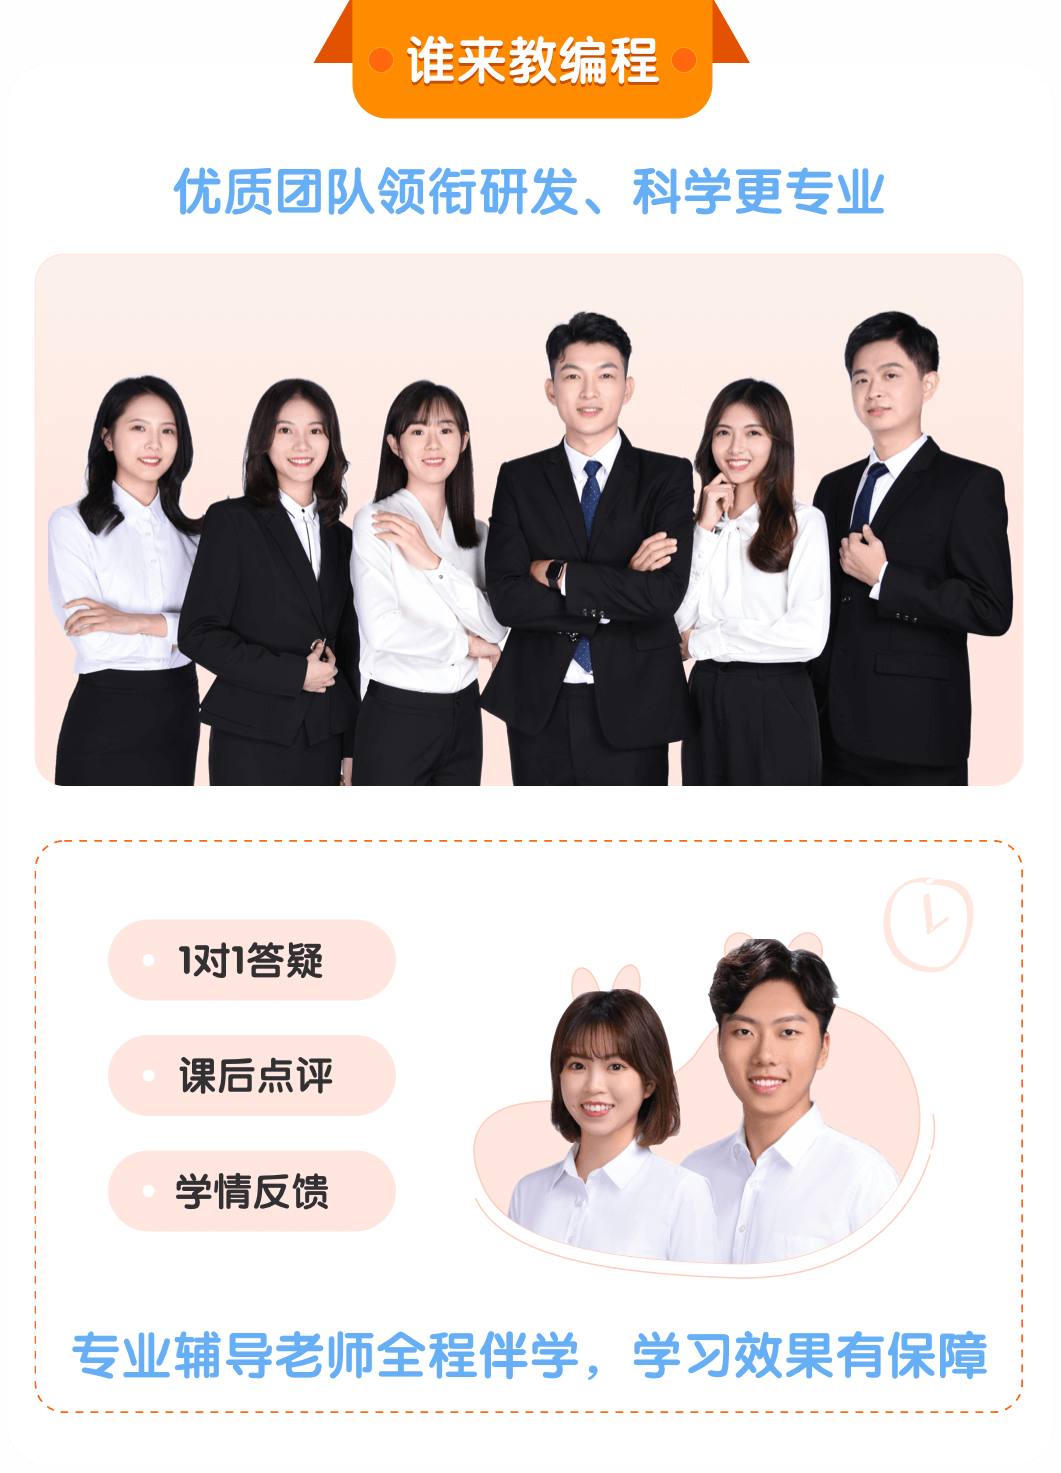 谁来教编程
优质团队领衔研发、科学更专业
1对1答疑
课后点评
学情反馈
专业辅导老师全程伴学，学习效果有保障